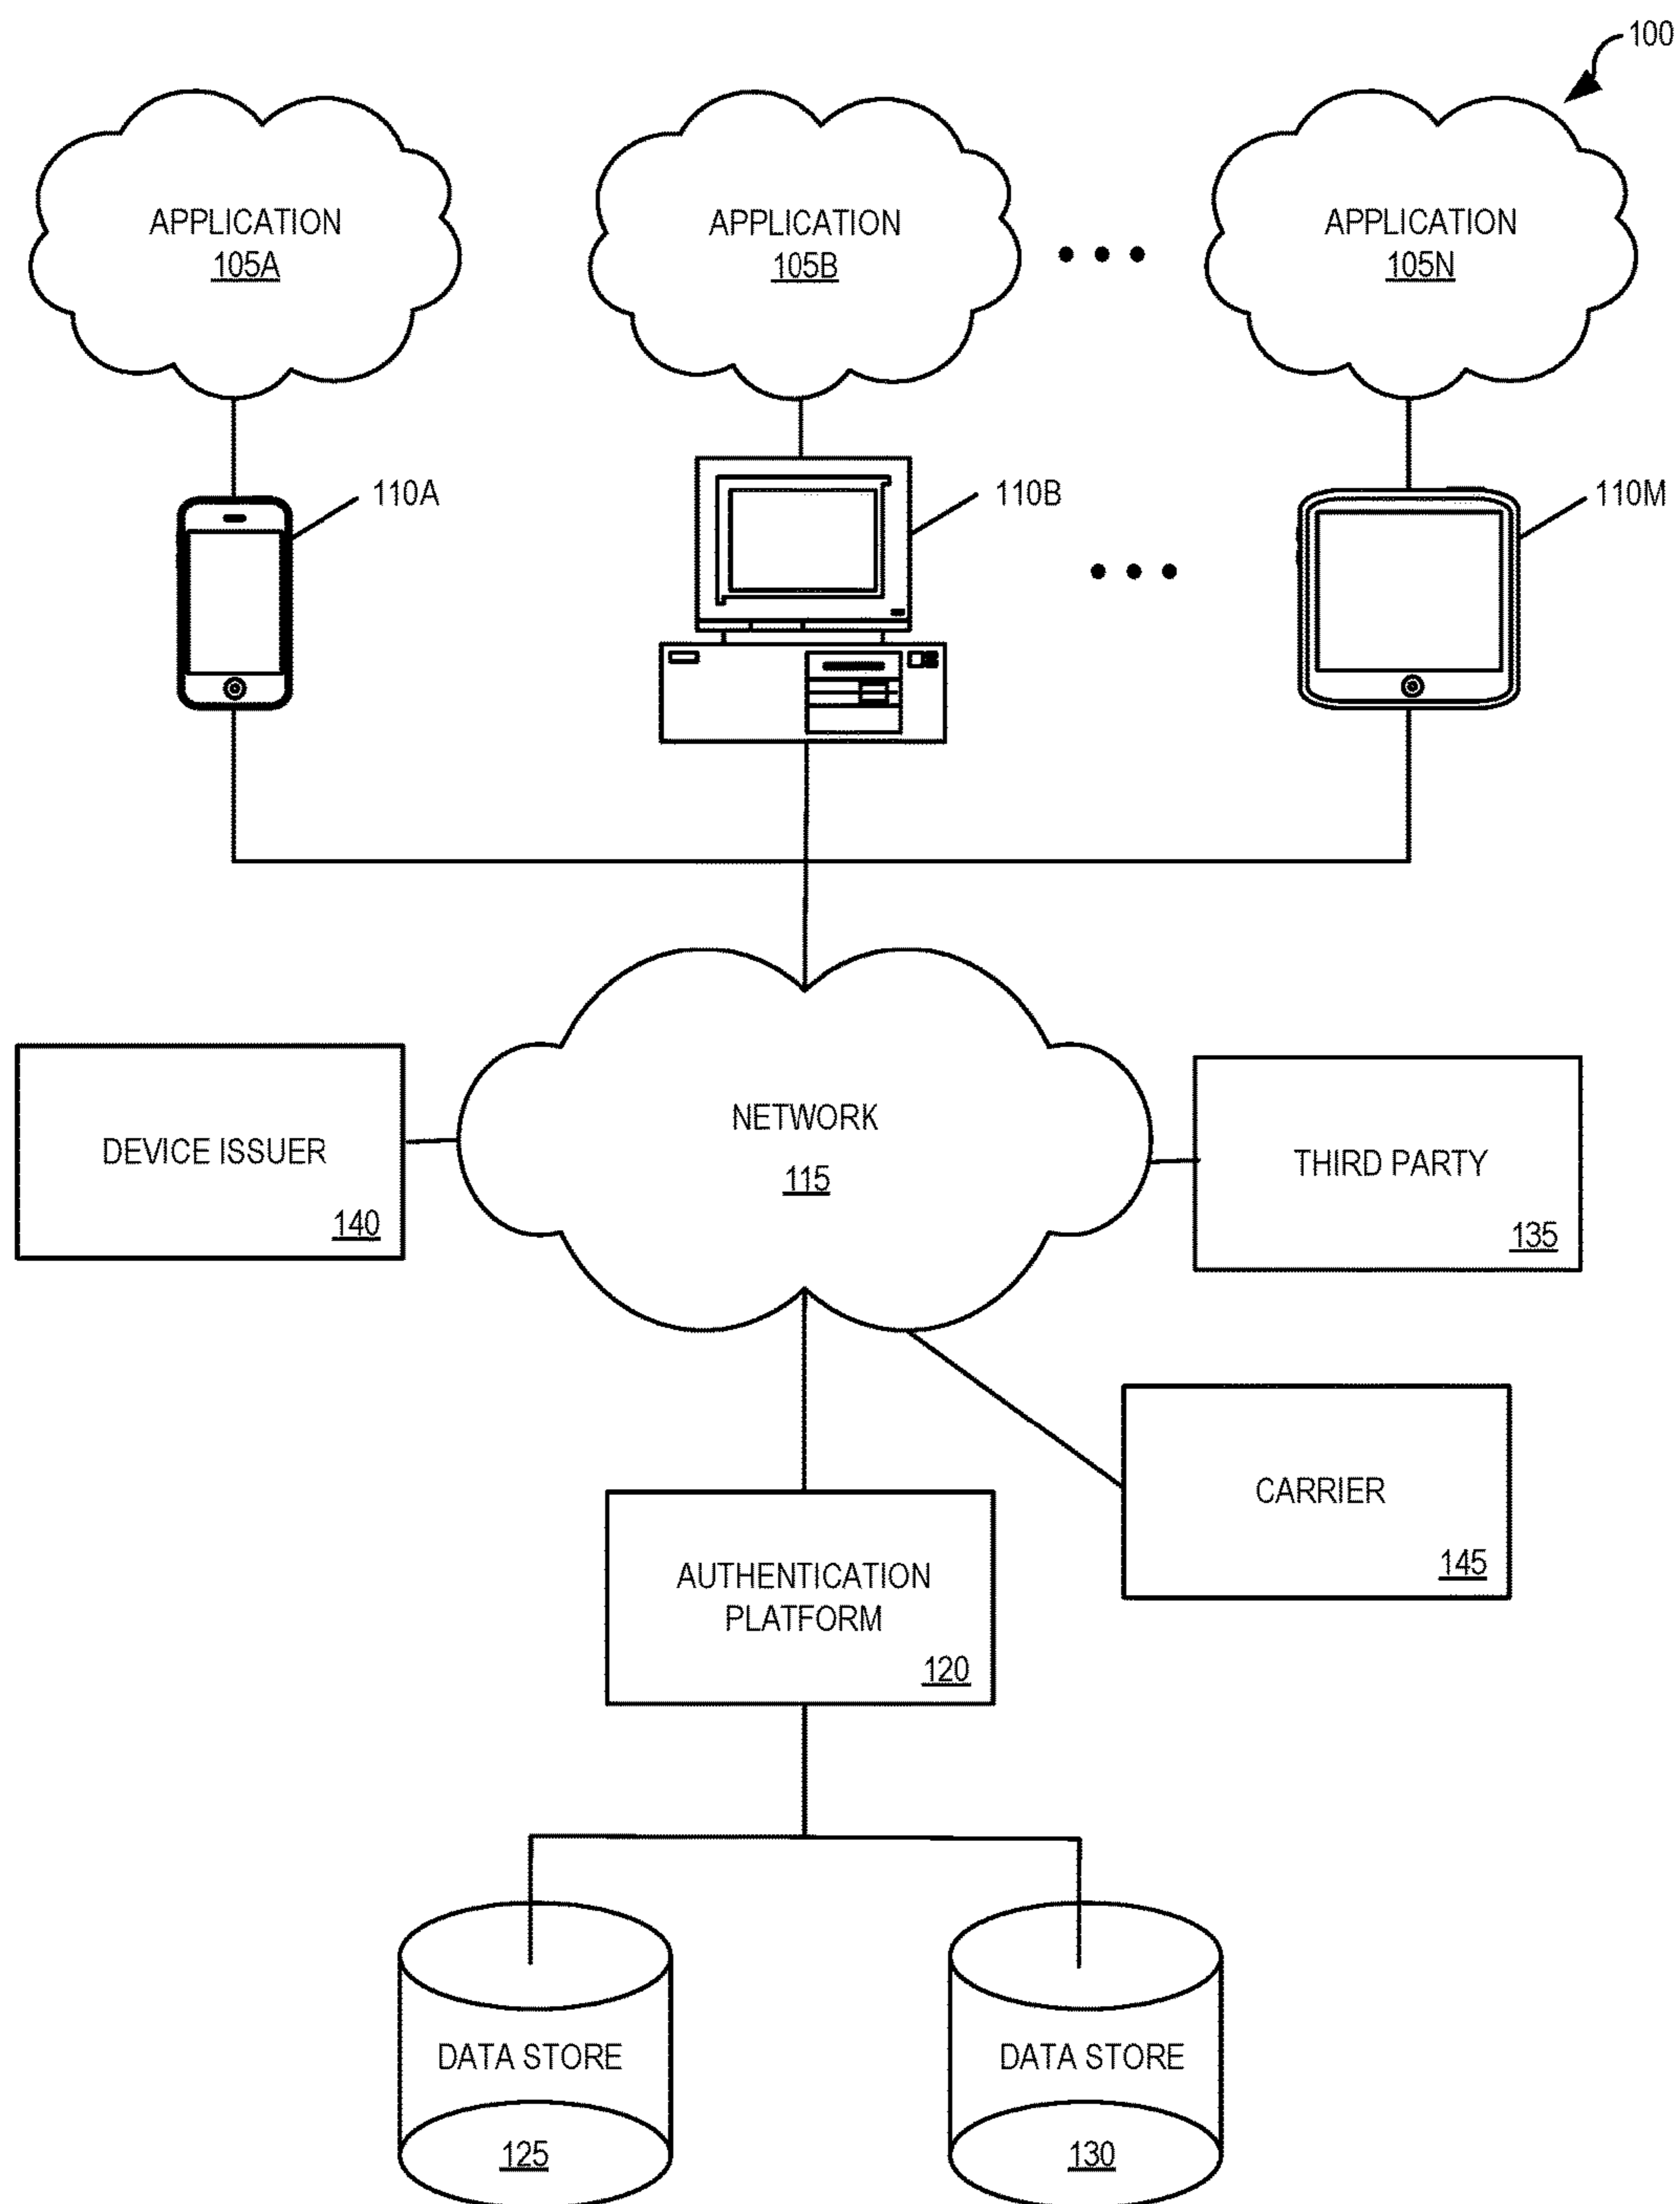 100
APPLICATION
105A
APPLICATION
105B
APPLICATION
105N
110A
110B
110M
NETWORK
115
DEVICE ISSUER
140
THIRD PARTY
135
CARRIER
145
AUTHENTICATION
PLATFORM
120
DATA STORE
125
DATA STORE
130